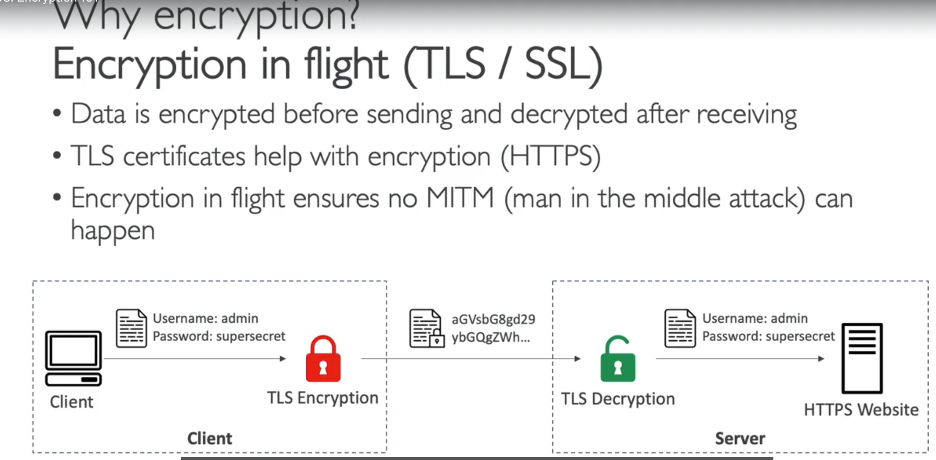 Why encryption?
Encryption in flight (TLS / SSL)
• Data is encrypted before sending and decrypted after receiving
• TLS certificates help with encryption (HTTPS)
• Encryption in flight ensures no MITM (man in the middle attack) can
happen
Username: admin
Password: supersecret
aGVsbG8gd29
ybGQgZWh...
Username: admin
Password: supersecret
Client
TLS Encryption
TLS Decryption
HTTPS Website
Client
Server